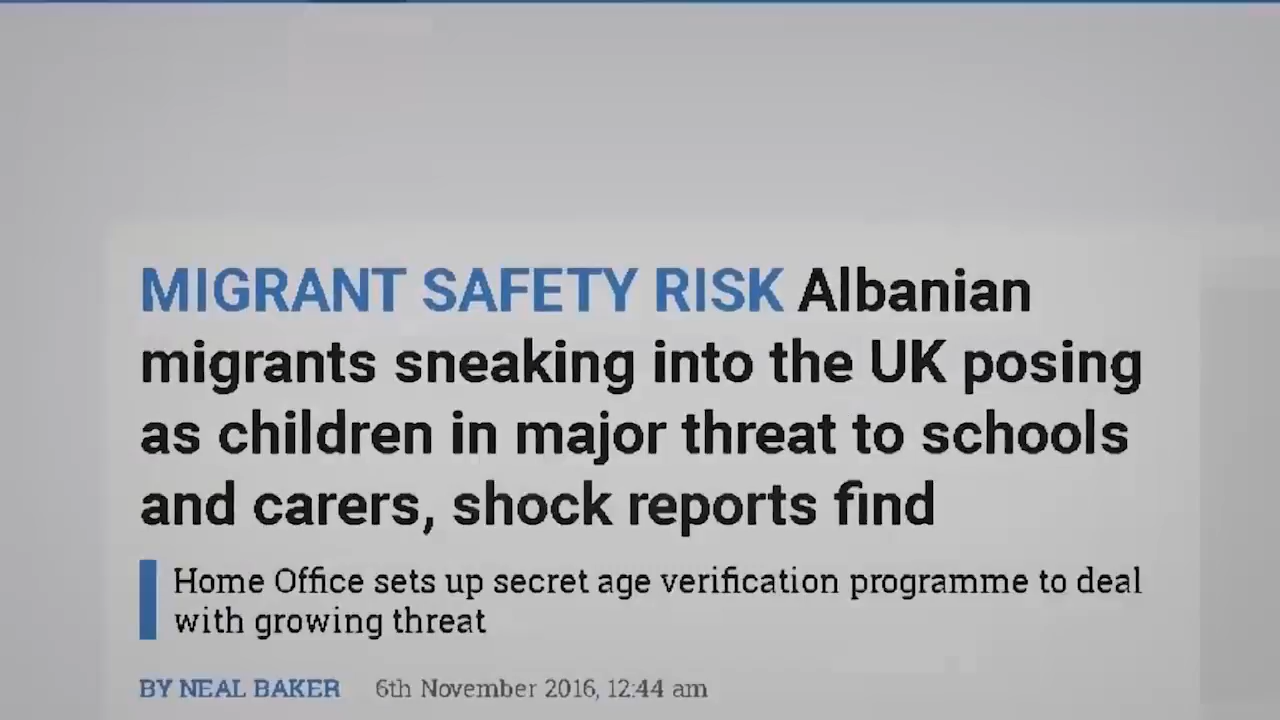 MIGRANT SAFETY RISK Albanian
migrants sneaking into the UK posing
as children in major threat to schools
and carers, shock reports find
Home Office sets up secret age verification programme to deal
with growing threat
BY NEAL BAKER 6th November 2016, 12:44 am